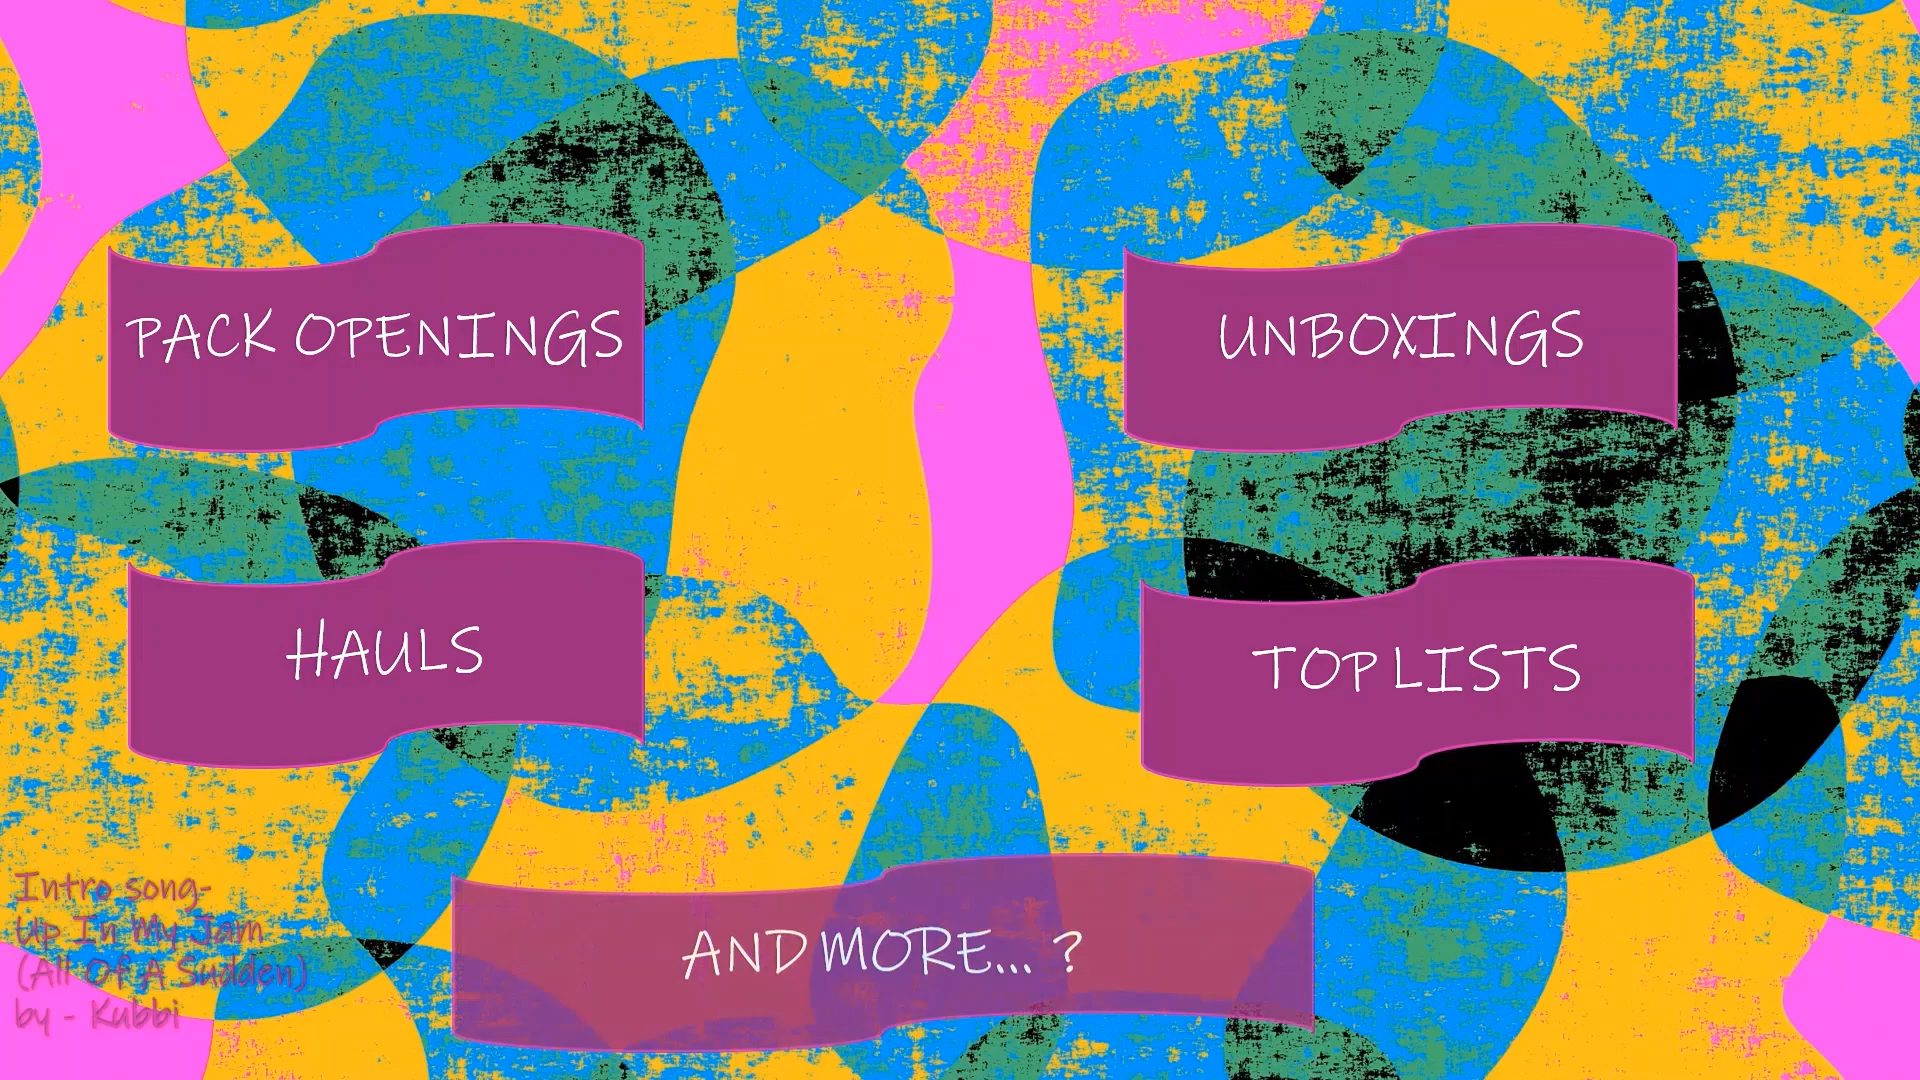 PACK OPENINGS
UNBOXINGS
HAULS
TOP LISTS
AND MORE... ?
Intro song-
Up In My Jam
(All Of A Sudden)
by - Kubbi